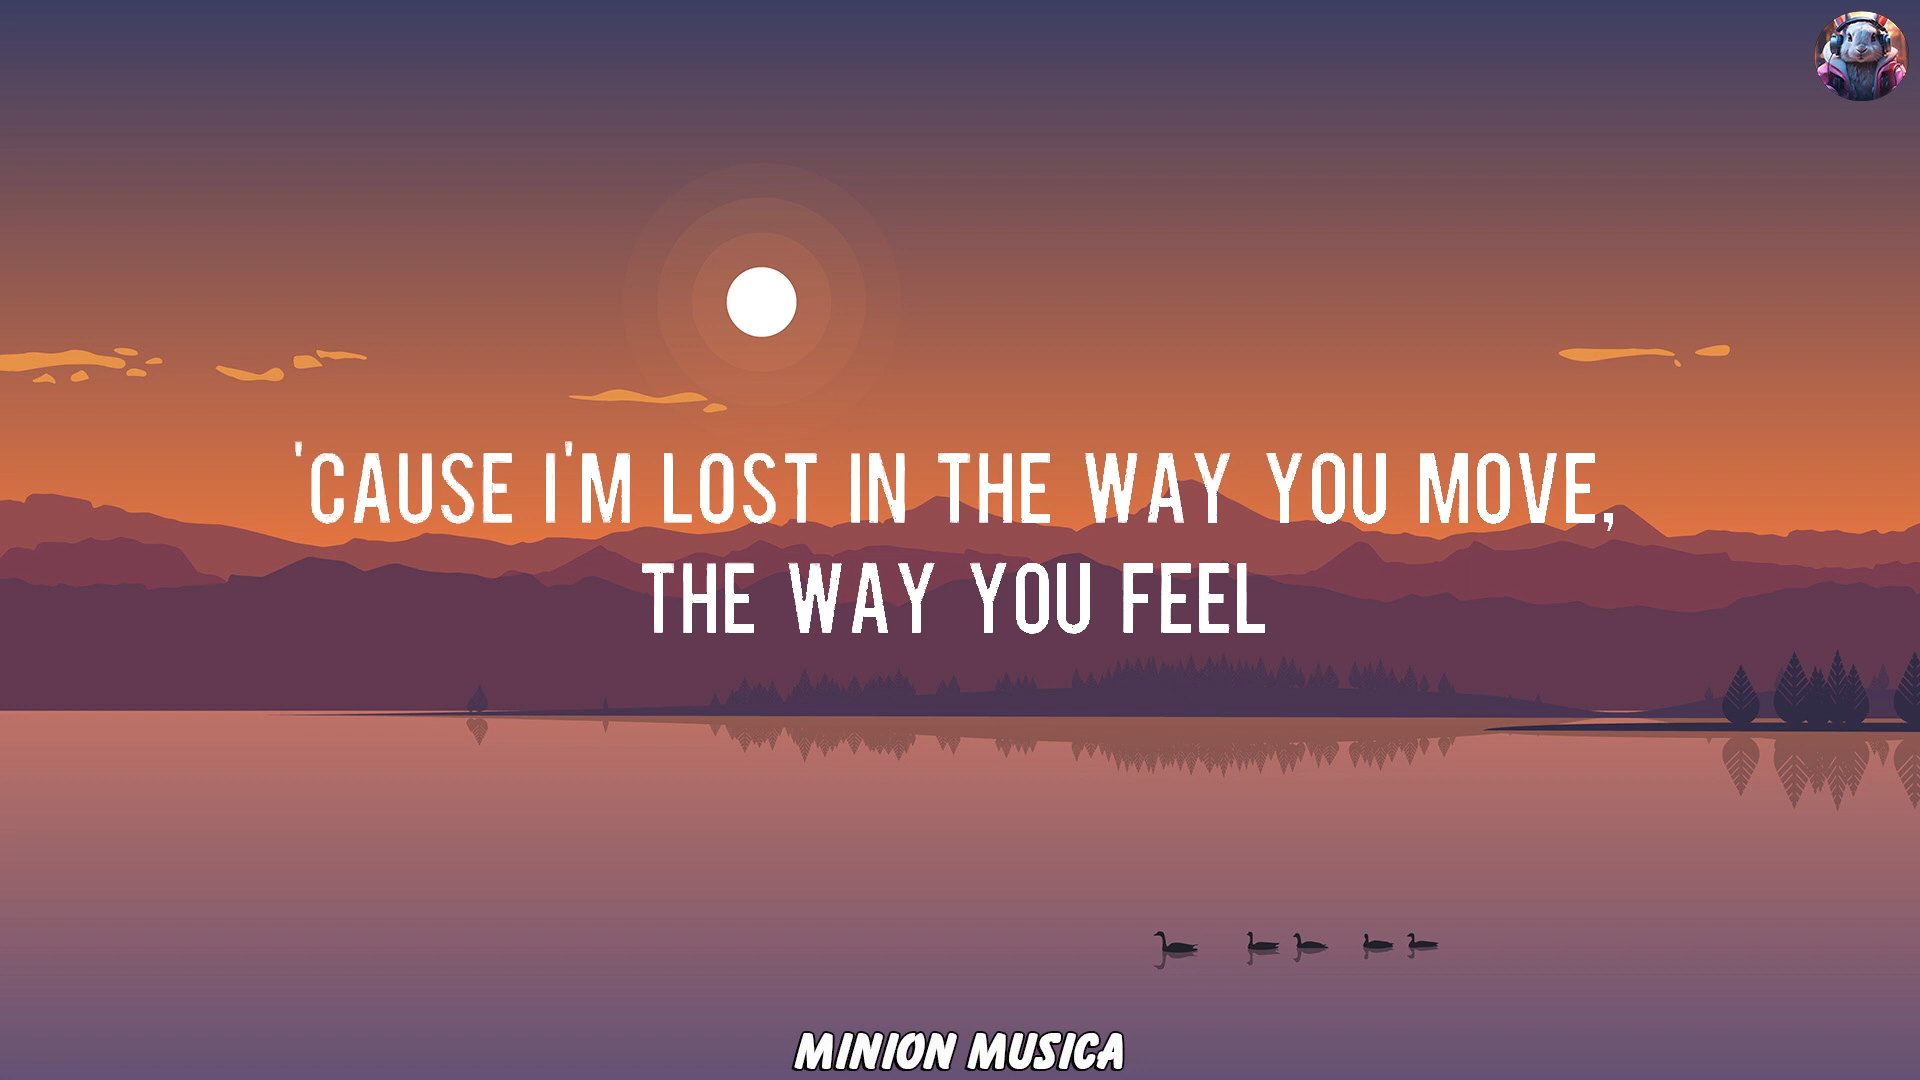 'CAUSE I'M LOST IN THE WAY YOU MOVE,
THE WAY YOU FEEL
MINION MUSICA